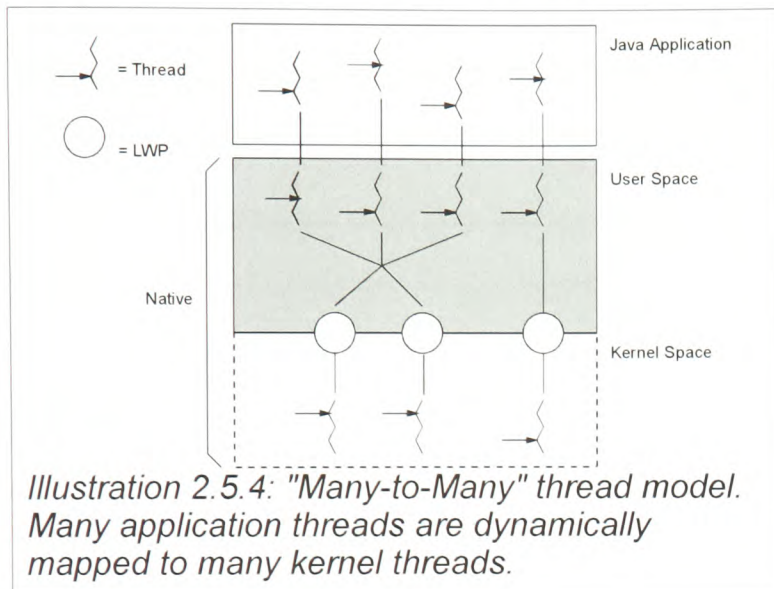 = Thread
= LWP
Java Application
User Space
Native
Kernel Space
Illustration 2.5.4: "Many-to-Many" thread model.
Many application threads are dynamically
mapped to many kernel threads.